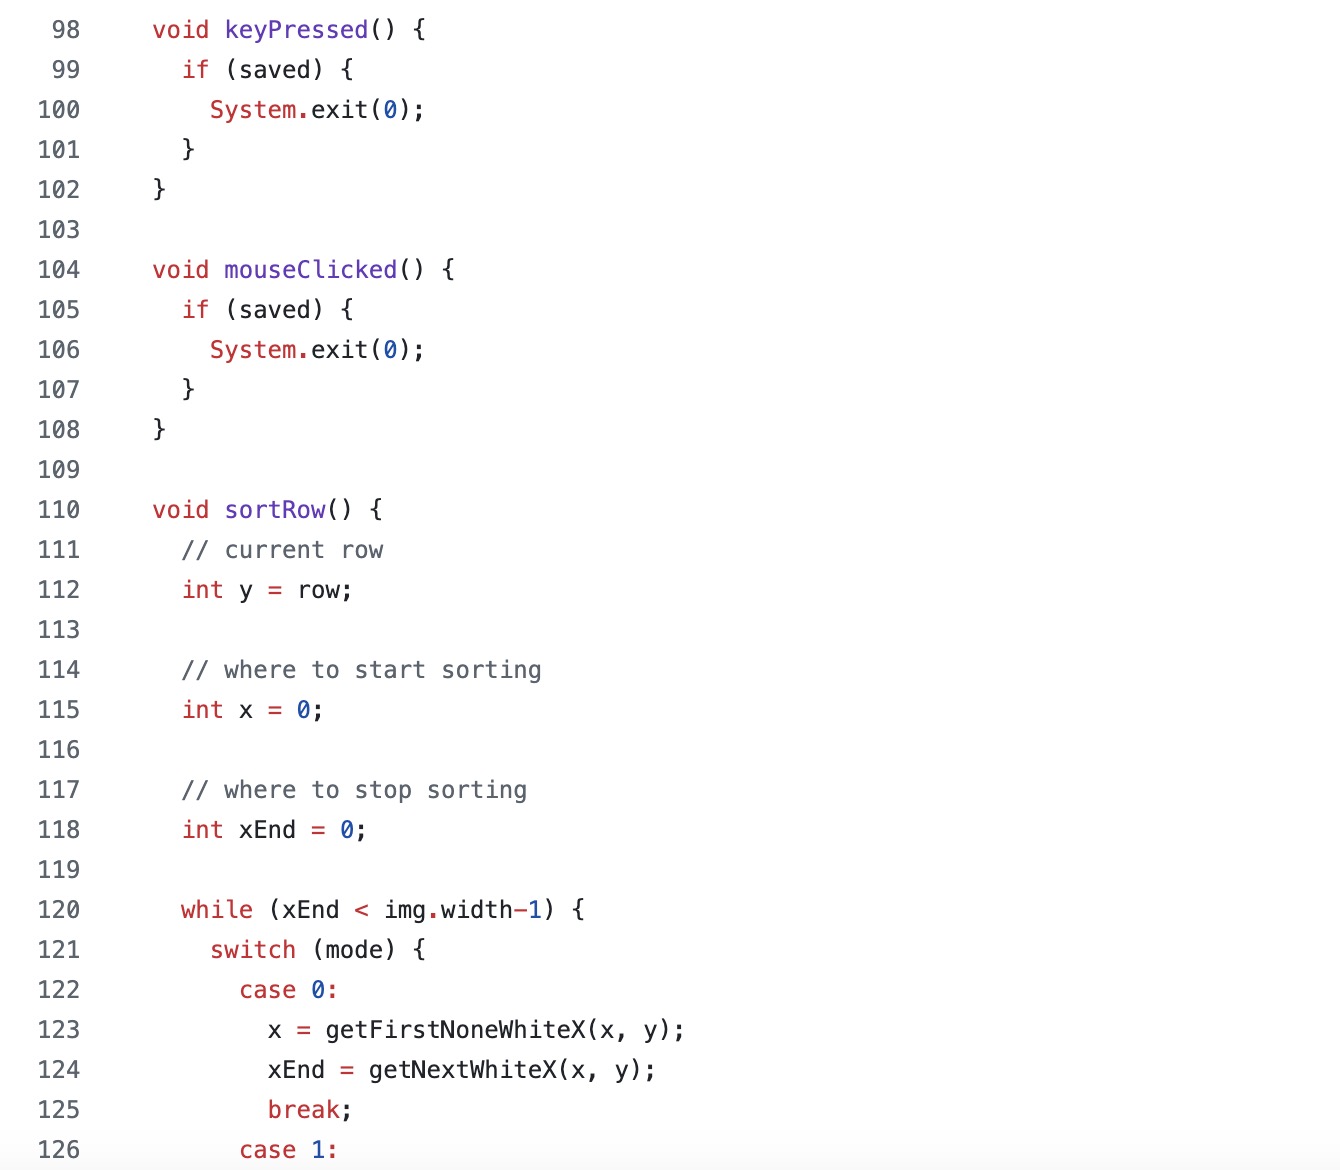 98 void keyPressed() {
99 if (saved) {
100 System.exit(0);
101 }
102 }
103
104 void mouseClicked() {
105 if (saved) {
106 System.exit(0);
107 }
108 }
109
110 void sortRow() {
111 // current row
112 int y = row;
113
114 // where to start sorting
115 int x = 0;
116
117 // where to stop sorting
118 int xEnd = 0;
119
120 while (xEnd < img.width-1) {
121 switch (mode) {
122 case 0:
123 x = getFirstNoneWhiteX(x, y);
124 xEnd = getNextWhiteX(x, y);
125 break;
126 case 1: